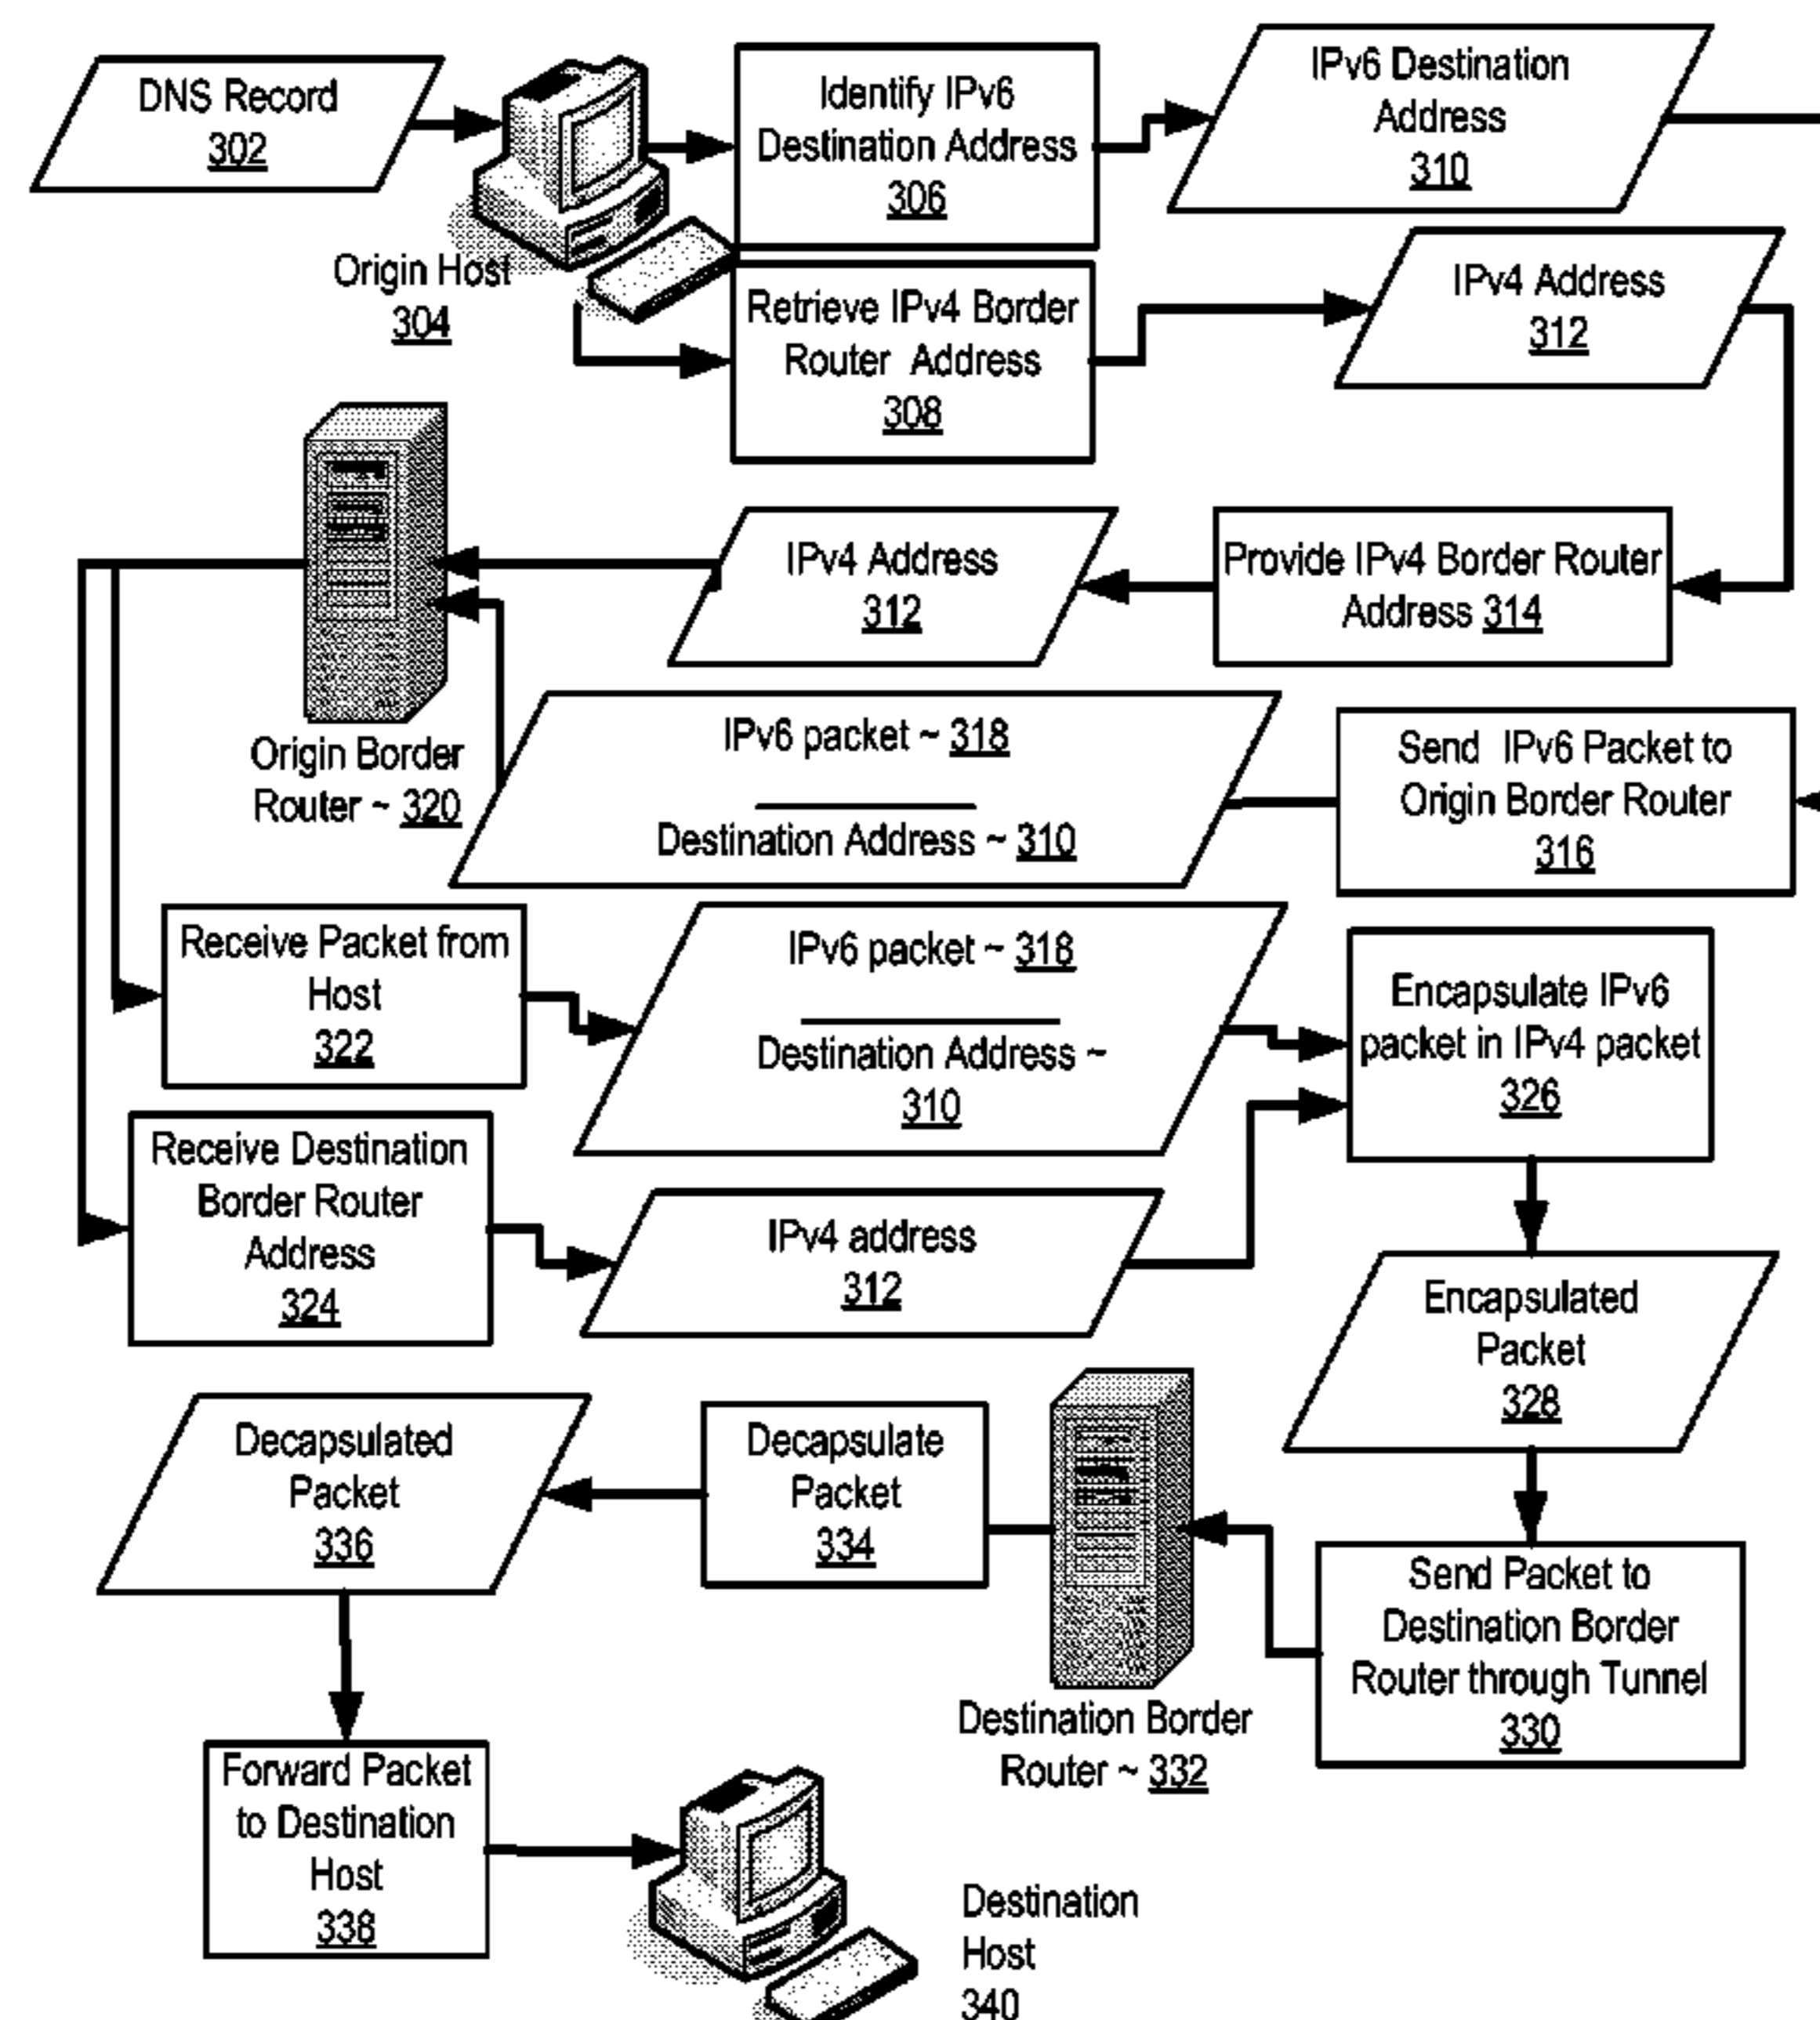 DNS Record
302
Origin Host
304
Identify IPv6
Destination Address
306
IPv6 Destination
Address
310
Retrieve IPv4 Border
Router Address
308
IPv4 Address
312
Provide IPv4 Border Router
Address 314
IPv4 Address
312
Origin Border
Router ~ 320
IPv6 packet ~ 318
Destination Address ~ 310
Send IPv6 Packet to
Origin Border Router
316
Receive Packet from
Host
322
IPv6 packet ~ 318
Destination Address ~
310
Encapsulate IPv6
packet in IPv4 packet
326
Receive Destination
Border Router
Address
324
IPv4 address
312
Encapsulated
Packet
328
Decapsulated
Packet
336
Decapsulate
Packet
334
Destination Border
Router ~ 332
Send Packet to
Destination Border
Router through Tunnel
330
Forward Packet
to Destination
Host
338
Destination
Host
340